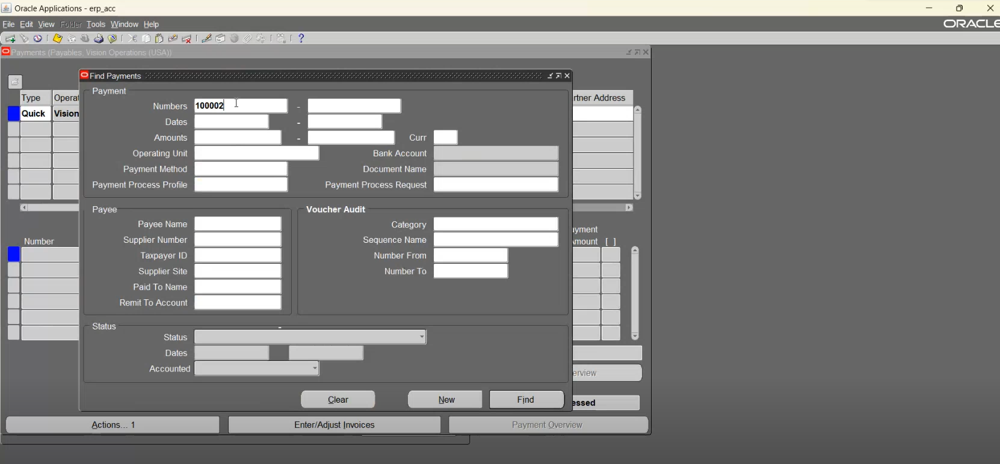 Oracle Applications - erp_acc
File Edit View Folder Tools Window Help
ORACLE
Payments (Payables, Vision Operations (USA))
Find Payments
Payment
Type Operat rtner Address
Numbers 100002 -
Quick Vision
Dates -
Amounts - Curr
Operating Unit Bank Account
Payment Method Document Name
Payment Process Profile Payment Process Request
Payee Voucher Audit
Payee Name Category
ayment
Number Supplier Number Sequence Name mount [ ]
Taxpayer ID Number From
Supplier Site Number To
Paid To Name
Remit To Account
Status -
Status
Dates
Accounted
erview
Clear New Find
essed
Actions... 1 Enter/Adjust Invoices Payment Overview